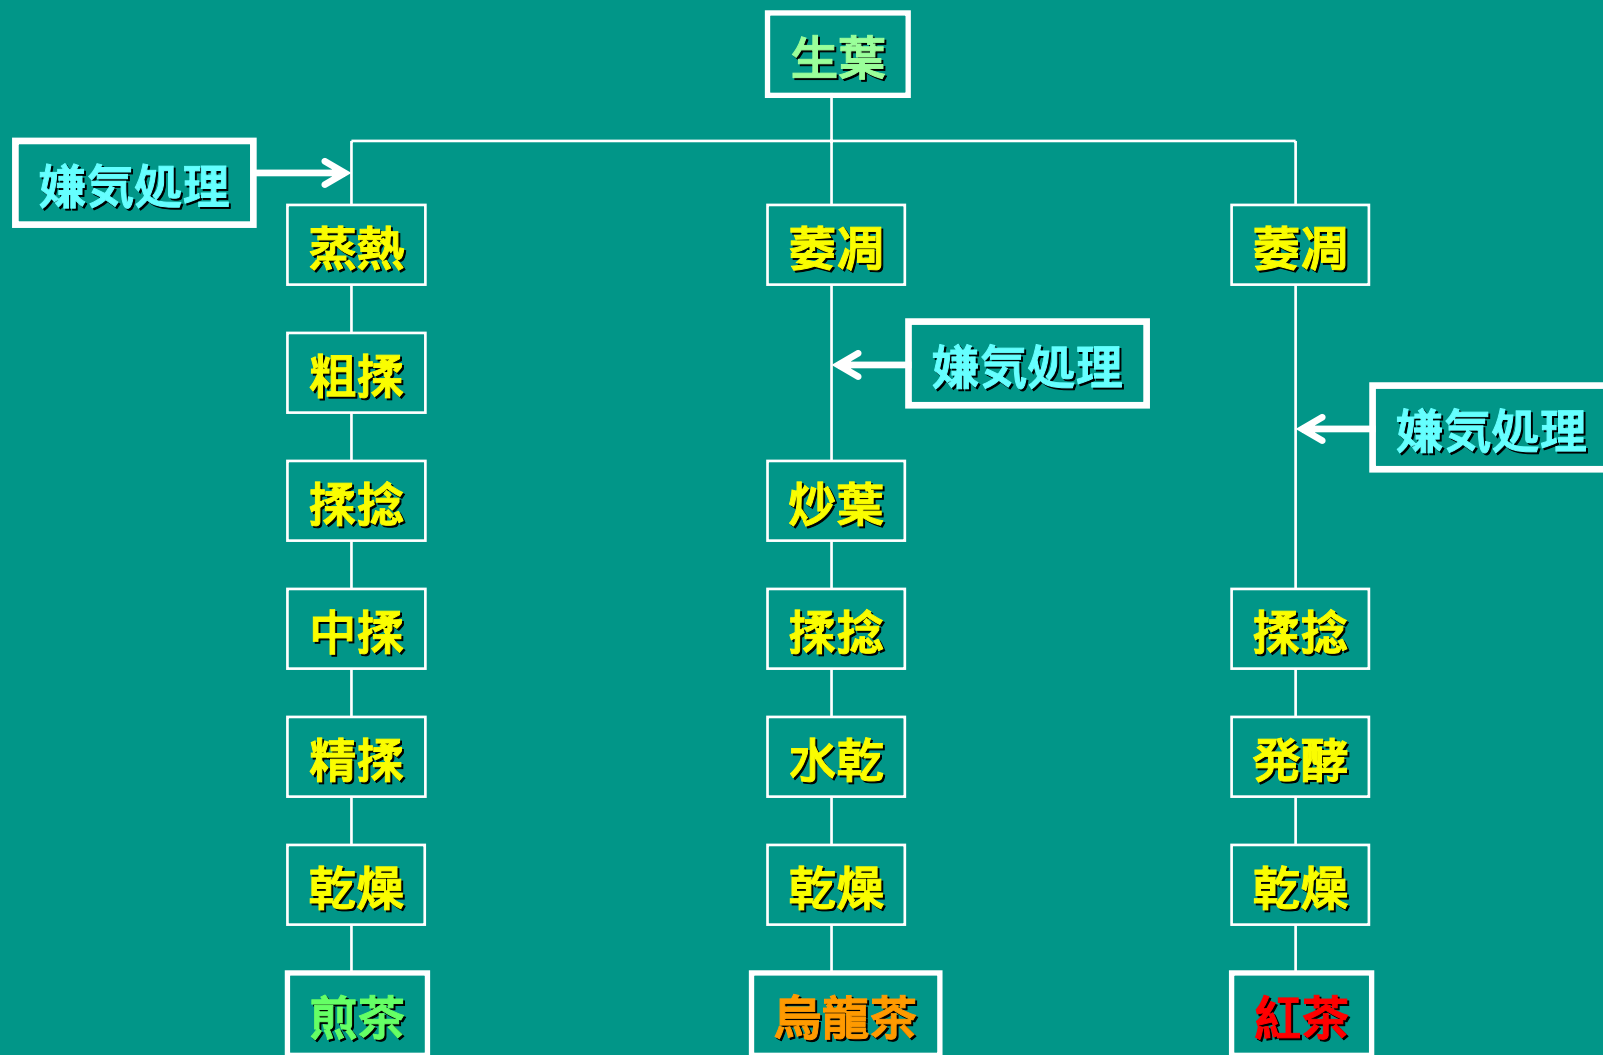 生葉
嫌気処理
蒸熱
萎凋
萎凋
嫌気処理
粗揉
嫌気処理
揉捻
炒葉
中揉
揉捻
揉捻
精揉
水乾
発酵
乾燥
乾燥
乾燥
煎茶
烏龍茶
紅茶